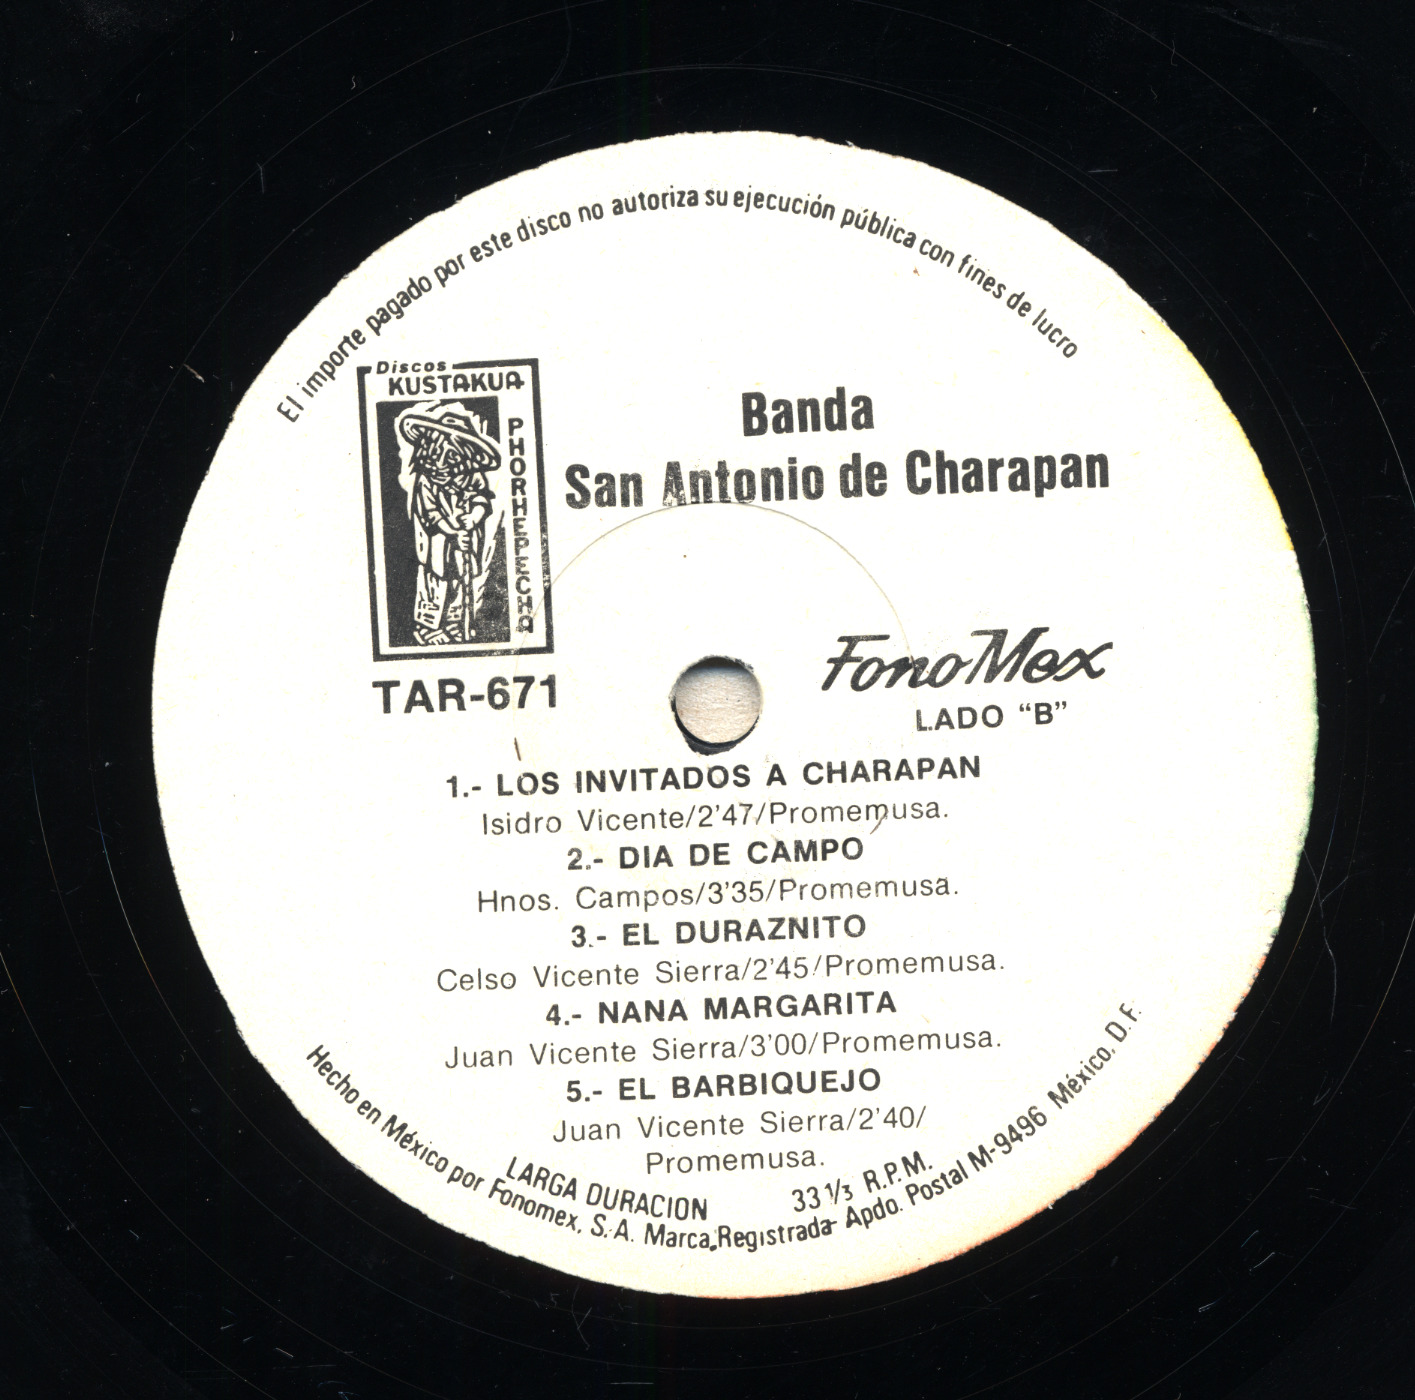 El importe pagado por este disco no autoriza su ejecución pública con fines de lucro
Discos
KUSTAKUA
PHORHEPECHA
Banda
San Antonio de Charapan
TAR-671
FonoMex
LADO “B”
1.- LOS INVITADOS A CHARAPAN
Isidro Vicente/2'47/Promemusa.
2.- DIA DE CAMPO
Hnos. Campos/3'35/Promemusa.
3.- EL DURAZNITO
Celso Vicente Sierra/2'45/Promemusa.
4.- NANA MARGARITA
Juan Vicente Sierra/3'00/Promemusa.
5.- EL BARBIQUEJO
Juan Vicente Sierra/2'40/
Promemusa.
LARGA DURACION 33 1/3 R.P.M.
Hecho en México por Fonomex, S.A. Marca Registrada- Apdo. Postal M-9496 México, D.F.